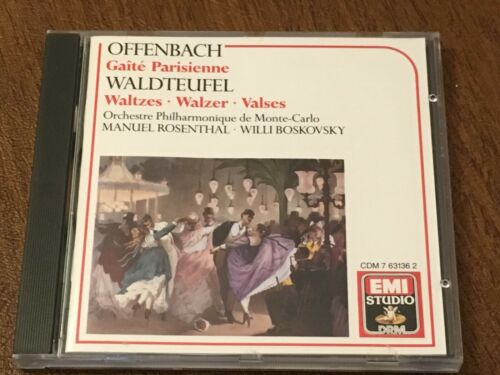 OFFENBACH
Gaîté Parisienne
WALDTEUFEL
Waltzes · Walzer · Valses
Orchestre Philharmonique de Monte-Carlo
MANUEL ROSENTHAL · WILLI BOSKOVSKY
CDM 7 63136 2
EMI
STUDIO
DRM